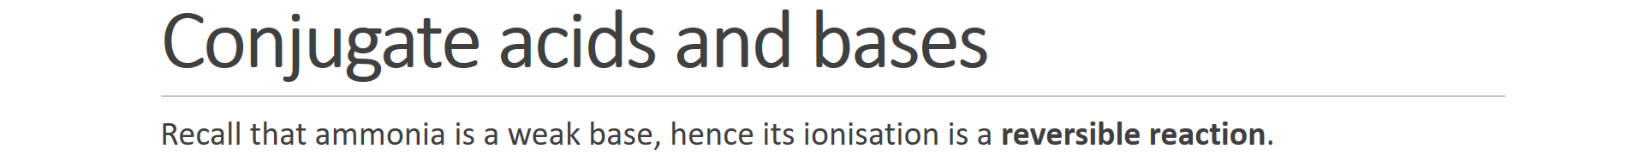 Conjugate acids and bases
Recall that ammonia is a weak base, hence its ionisation is a reversible reaction.